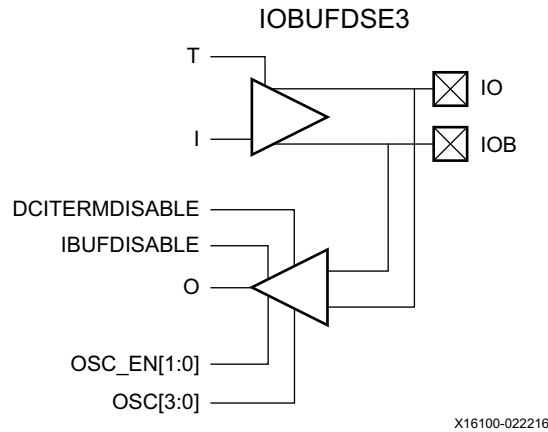 IOBUFDSE3
T
IO
I
IOB
DCITERMDISABLE
IBUFDISABLE
O
OSC_EN[1:0]
OSC[3:0]
X16100-022216